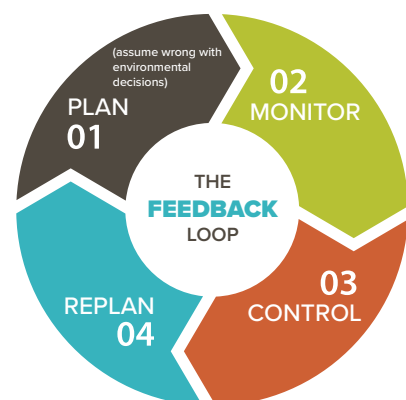 (assume wrong with
environmental
decisions)
PLAN
01
02
MONITOR
03
CONTROL
REPLAN
04
THE
FEEDBACK
LOOP